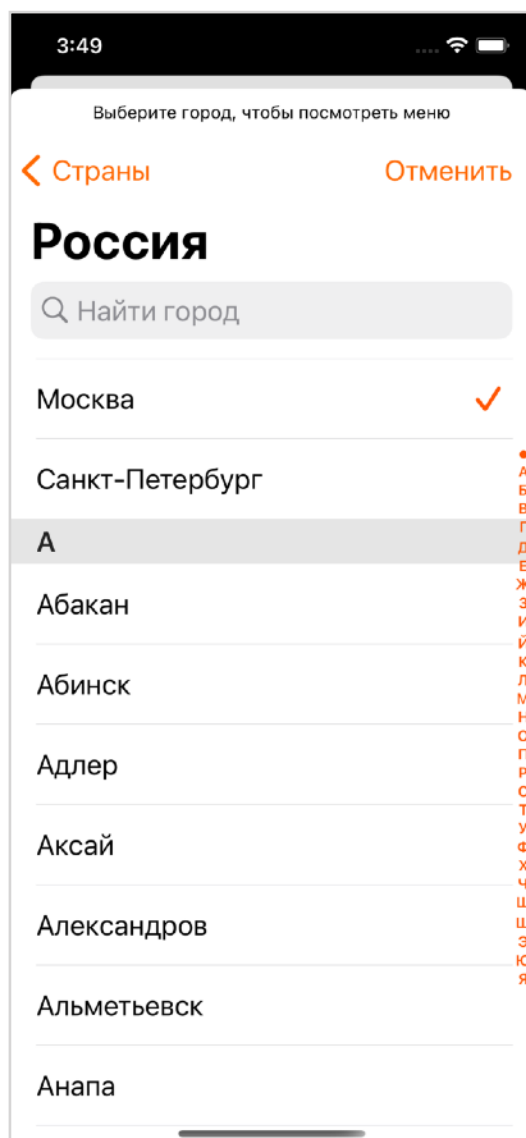 3:49
Выберите город, чтобы посмотреть меню
Страны
Отменить
Россия
Найти город
Москва
Санкт-Петербург
А
Абакан
Абинск
Адлер
Аксай
Александров
Альметьевск
Анапа
А
Б
В
Г
Д
Е
Ж
З
И
Й
К
Л
М
Н
О
П
Р
С
Т
У
Ф
Х
Ч
Ш
Щ
Э
Ю
Я